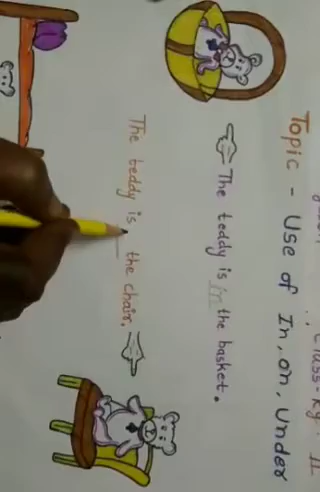 Class-KG-II
Topic - Use of In, on, Under
The teddy is in the basket.
The teddy is __ the chair.